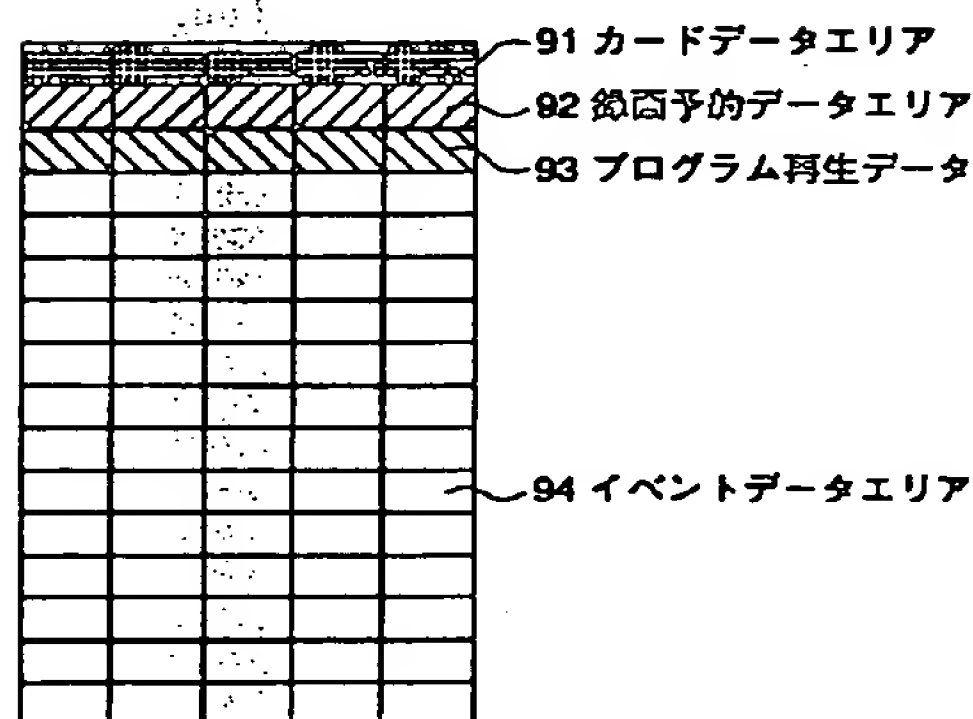 91 カードデータエリア
92 録画予約データエリア
93 プログラム再生データ
94 イベントデータエリア